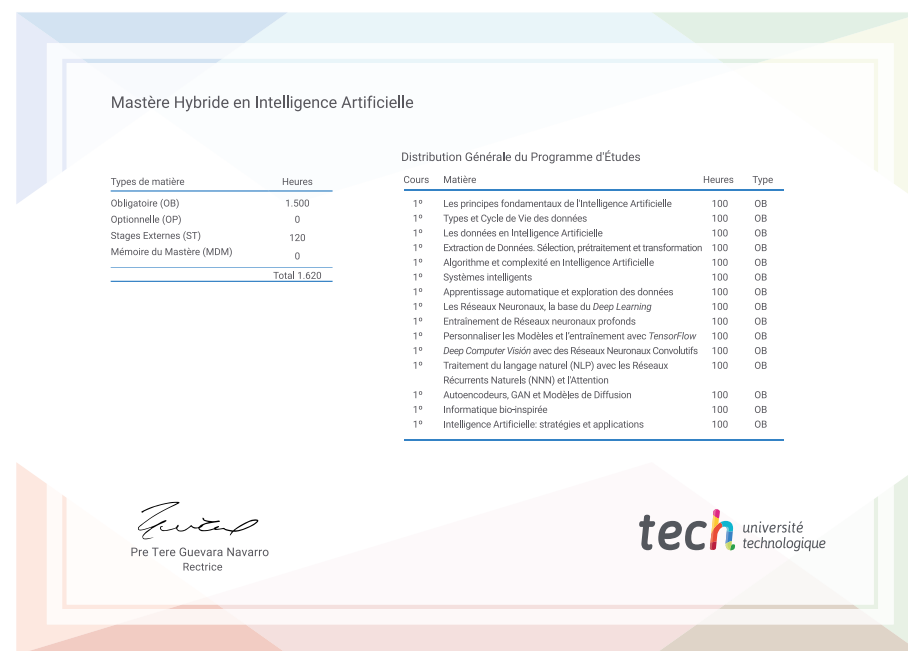 Mastère Hybride en Intelligence Artificielle
Types de matière Heures
Obligatoire (OB) 1.500
Optionnelle (OP) 0
Stages Externes (ST) 120
Mémoire du Mastère (MDM) 0
Total 1.620
Distribution Générale du Programme d'Études
Cours Matière Heures Type
1º Les principes fondamentaux de l'Intelligence Artificielle 100 OB
1º Types et Cycle de Vie des données 100 OB
1º Les données en Intelligence Artificielle 100 OB
1º Extraction de Données. Sélection, prétraitement et transformation 100 OB
1º Algorithme et complexité en Intelligence Artificielle 100 OB
1º Systèmes intelligents 100 OB
1º Apprentissage automatique et exploration des données 100 OB
1º Les Réseaux Neuronaux, la base du Deep Learning 100 OB
1º Entraînement de Réseaux neuronaux profonds 100 OB
1º Personnaliser les Modèles et l'entraînement avec TensorFlow 100 OB
1º Deep Computer Visión avec des Réseaux Neuronaux Convolutifs 100 OB
1º Traitement du langage naturel (NLP) avec les Réseaux 100 OB
Récurrents Naturels (NNN) et l'Attention
1º Autoencodeurs, GAN et Modèles de Diffusion 100 OB
1º Informatique bio-inspirée 100 OB
1º Intelligence Artificielle: stratégies et applications 100 OB
Pre Tere Guevara Navarro
Rectrice
tech université
technologique